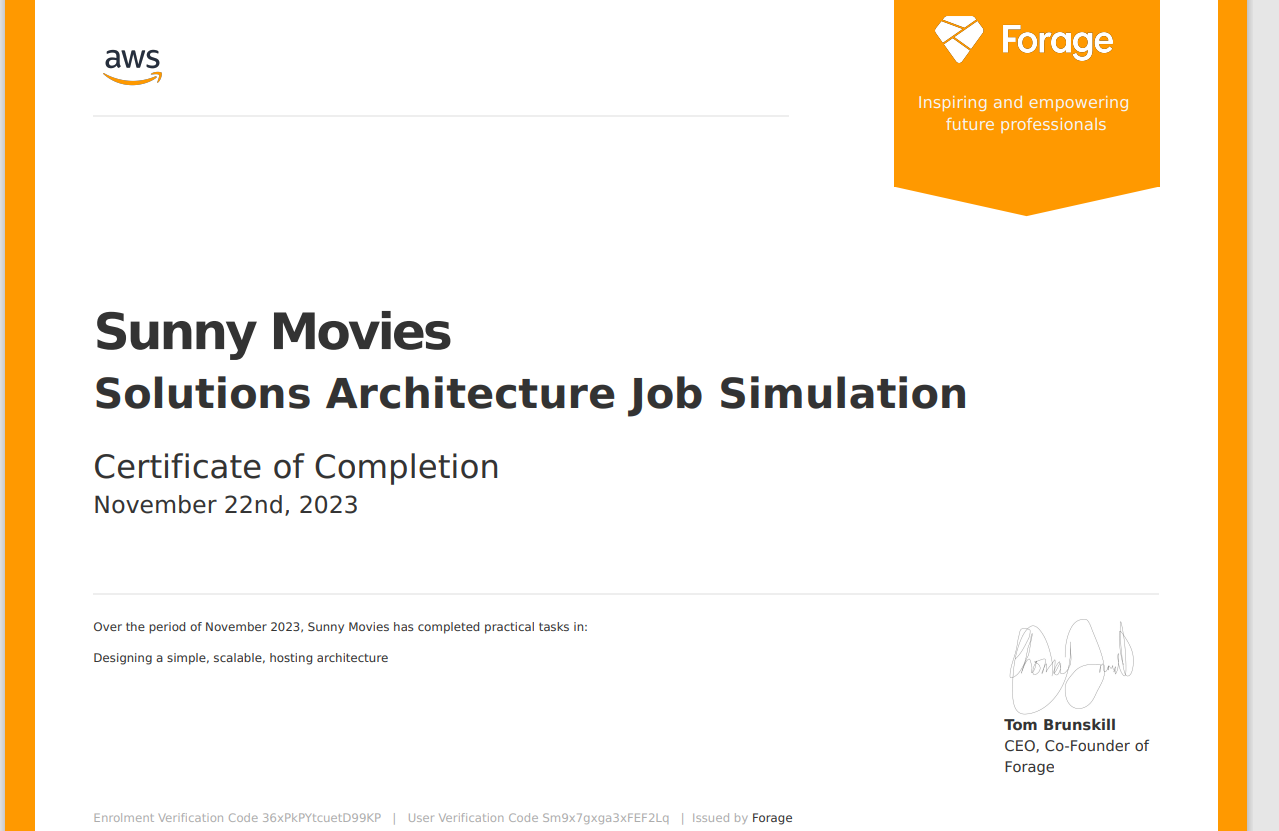 aws
Forage
Inspiring and empowering
future professionals
Sunny Movies
Solutions Architecture Job Simulation
Certificate of Completion
November 22nd, 2023
Over the period of November 2023, Sunny Movies has completed practical tasks in:
Designing a simple, scalable, hosting architecture
Tom Brunskill
CEO, Co-Founder of
Forage
Enrolment Verification Code 36xPkPYtcuetD99KP | User Verification Code Sm9x7gxga3xFEF2Lq | Issued by Forage